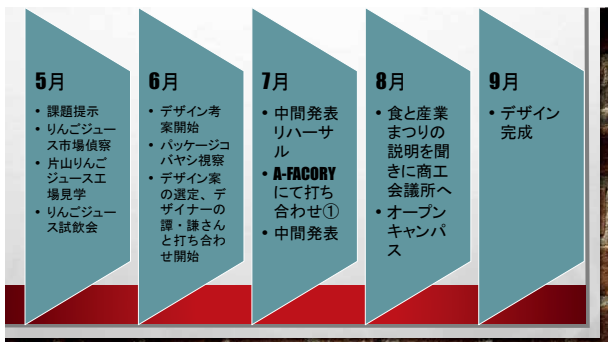 5月
• 課題提示
• りんごジュー
ス市場偵察
• 片山りんご
ジュース工
場見学
• りんごジュー
ス試飲会
6月
• デザイン考
案開始
• パッケージコ
バヤシ視察
• デザイン案
の選定、デ
ザイナーの
譚・謙さん
と打ち合わ
せ開始
7月
• 中間発表
リハーサ
ル
• A-FACORY
にて打ち
合わせ①
• 中間発表
8月
• 食と産業
まつりの
説明を聞
きに商工
会議所へ
• オープン
キャンパ
ス
9月
• デザイン
完成